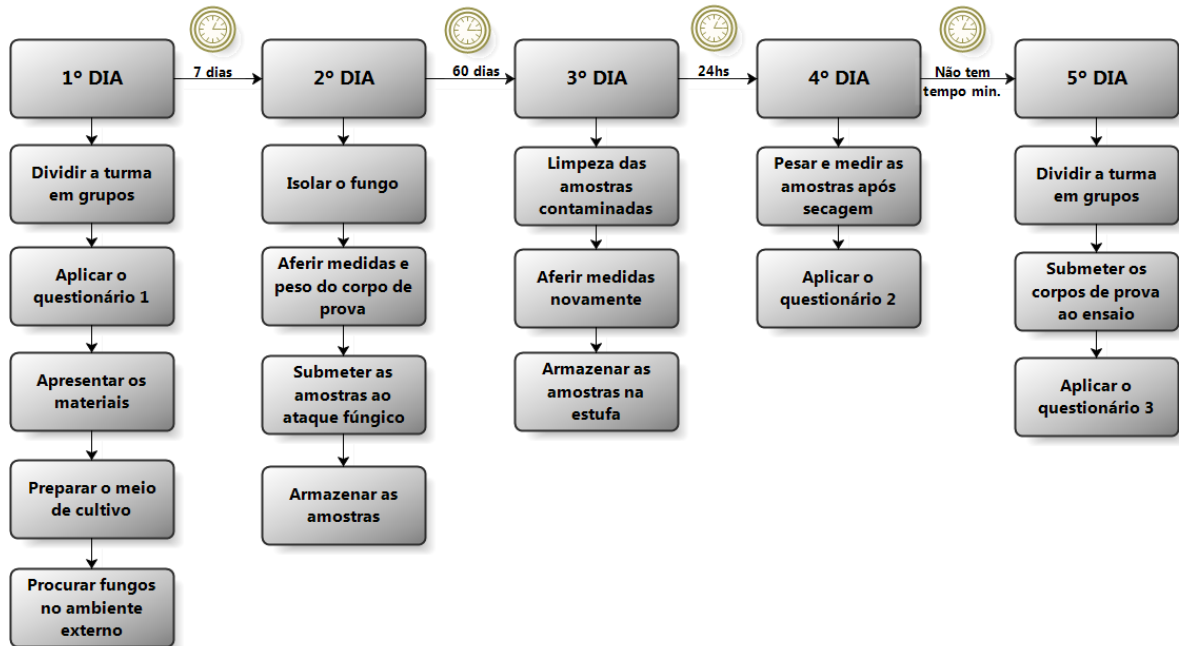 1º DIA
7 dias
2º DIA
60 dias
3º DIA
24hs
4º DIA
Não tem
tempo min.
5º DIA
Dividir a turma
em grupos
Aplicar o
questionário 1
Apresentar os
materiais
Preparar o meio
de cultivo
Procurar fungos
no ambiente
externo
Isolar o fungo
Aferir medidas e
peso do corpo de
prova
Submeter as
amostras ao
ataque fúngico
Armazenar as
amostras
Limpeza das
amostras
contaminadas
Aferir medidas
novamente
Armazenar as
amostras na
estufa
Pesar e medir as
amostras após
secagem
Aplicar o
questionário 2
Dividir a turma
em grupos
Submeter os
corpos de prova
ao ensaio
Aplicar o
questionário 3